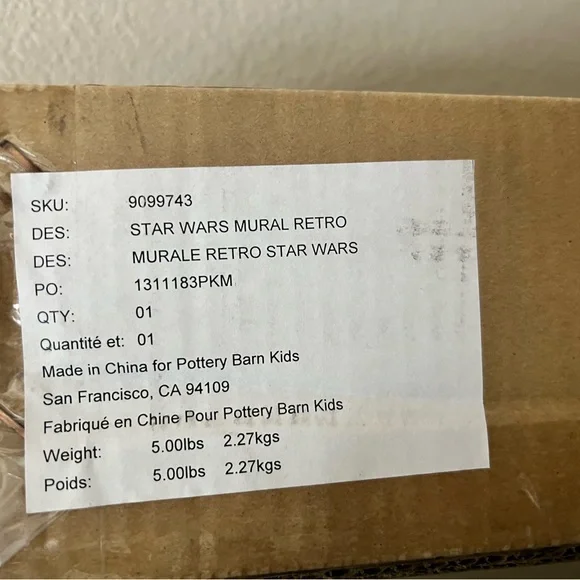 SKU: 9099743
DES: STAR WARS MURAL RETRO
DES: MURALE RETRO STAR WARS
PO: 1311183PKM
QTY: 01
Quantité et: 01
Made in China for Pottery Barn Kids
San Francisco, CA 94109
Fabriqué en Chine Pour Pottery Barn Kids
Weight: 5.00lbs 2.27kgs
Poids: 5.00lbs 2.27kgs